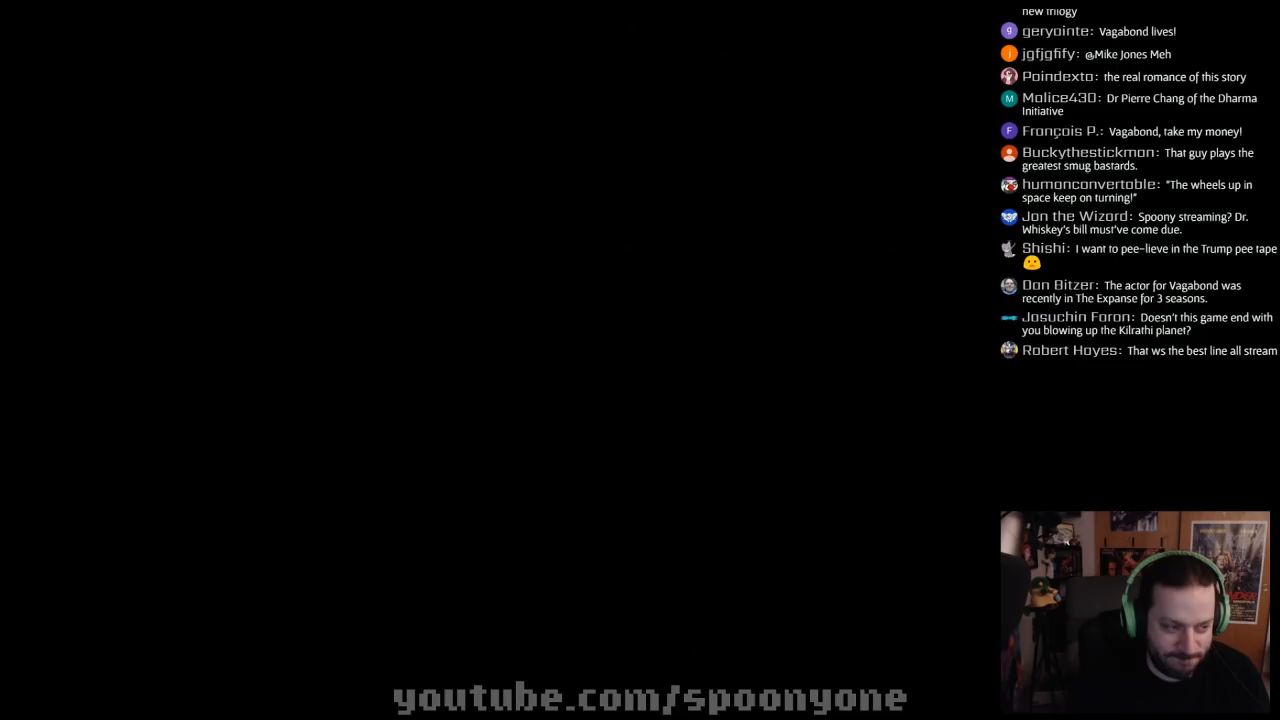 new trilogy
g geryointe: Vagabond lives!
j jgfjgfify: @Mike Jones Meh
Poindexta: the real romance of this story
M Malice430: Dr Pierre Chang of the Dharma
Initiative
F François P.: Vagabond, take my money!
Buckythestickman: That guy plays the
greatest smug bastards.
humanconvertable: "The wheels up in
space keep on turning!"
Jon the Wizard: Spoony streaming? Dr.
Whiskey's bill must've come due.
Shishi: I want to pee-lieve in the Trump pee tape
Dan Bitzer: The actor for Vagabond was
recently in The Expanse for 3 seasons.
Josuchin Faron: Doesn't this game end with
you blowing up the Kilrathi planet?
Robert Hayes: That ws the best line all stream
youtube.com/spoonyone